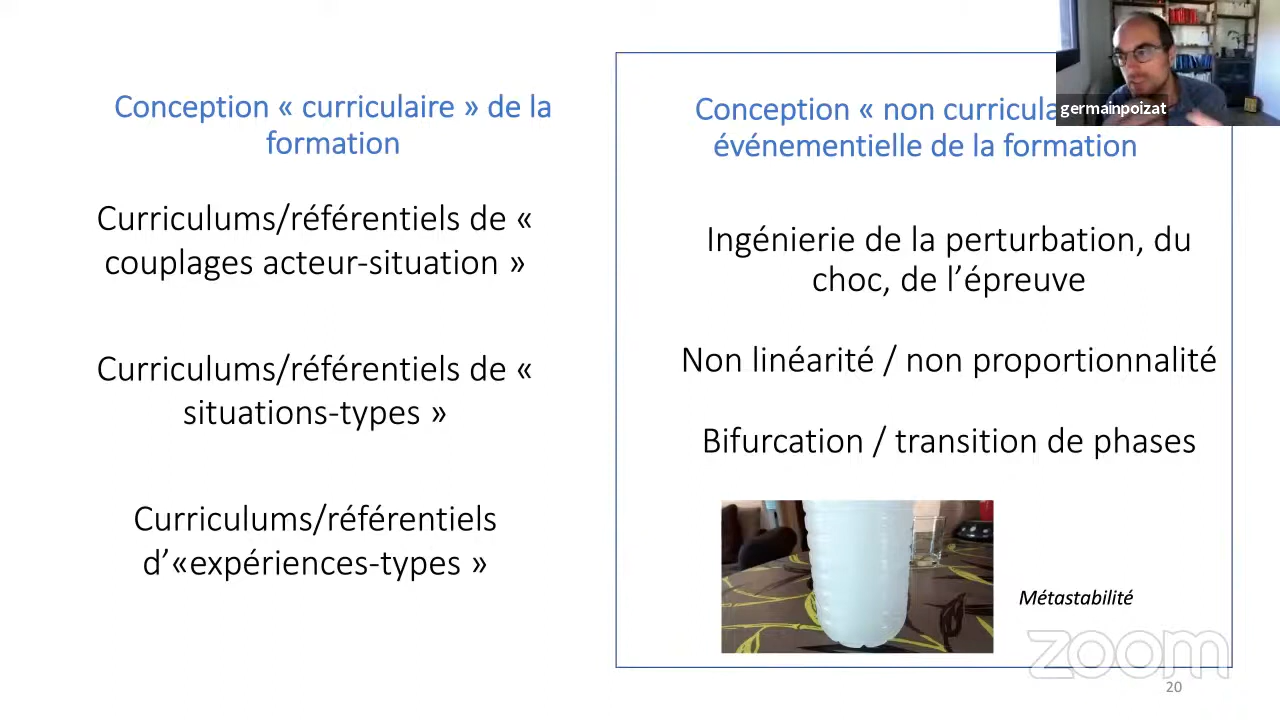 Conception « curriculaire » de la
formation
Curriculums/référentiels de «
couplages acteur-situation »
Curriculums/référentiels de «
situations-types »
Curriculums/référentiels
d’«expériences-types »
Conception « non curricula
événementielle de la formation
Ingénierie de la perturbation, du
choc, de l’épreuve
Non linéarité / non proportionnalité
Bifurcation / transition de phases
Métastabilité
germainpoizat
zoom
20